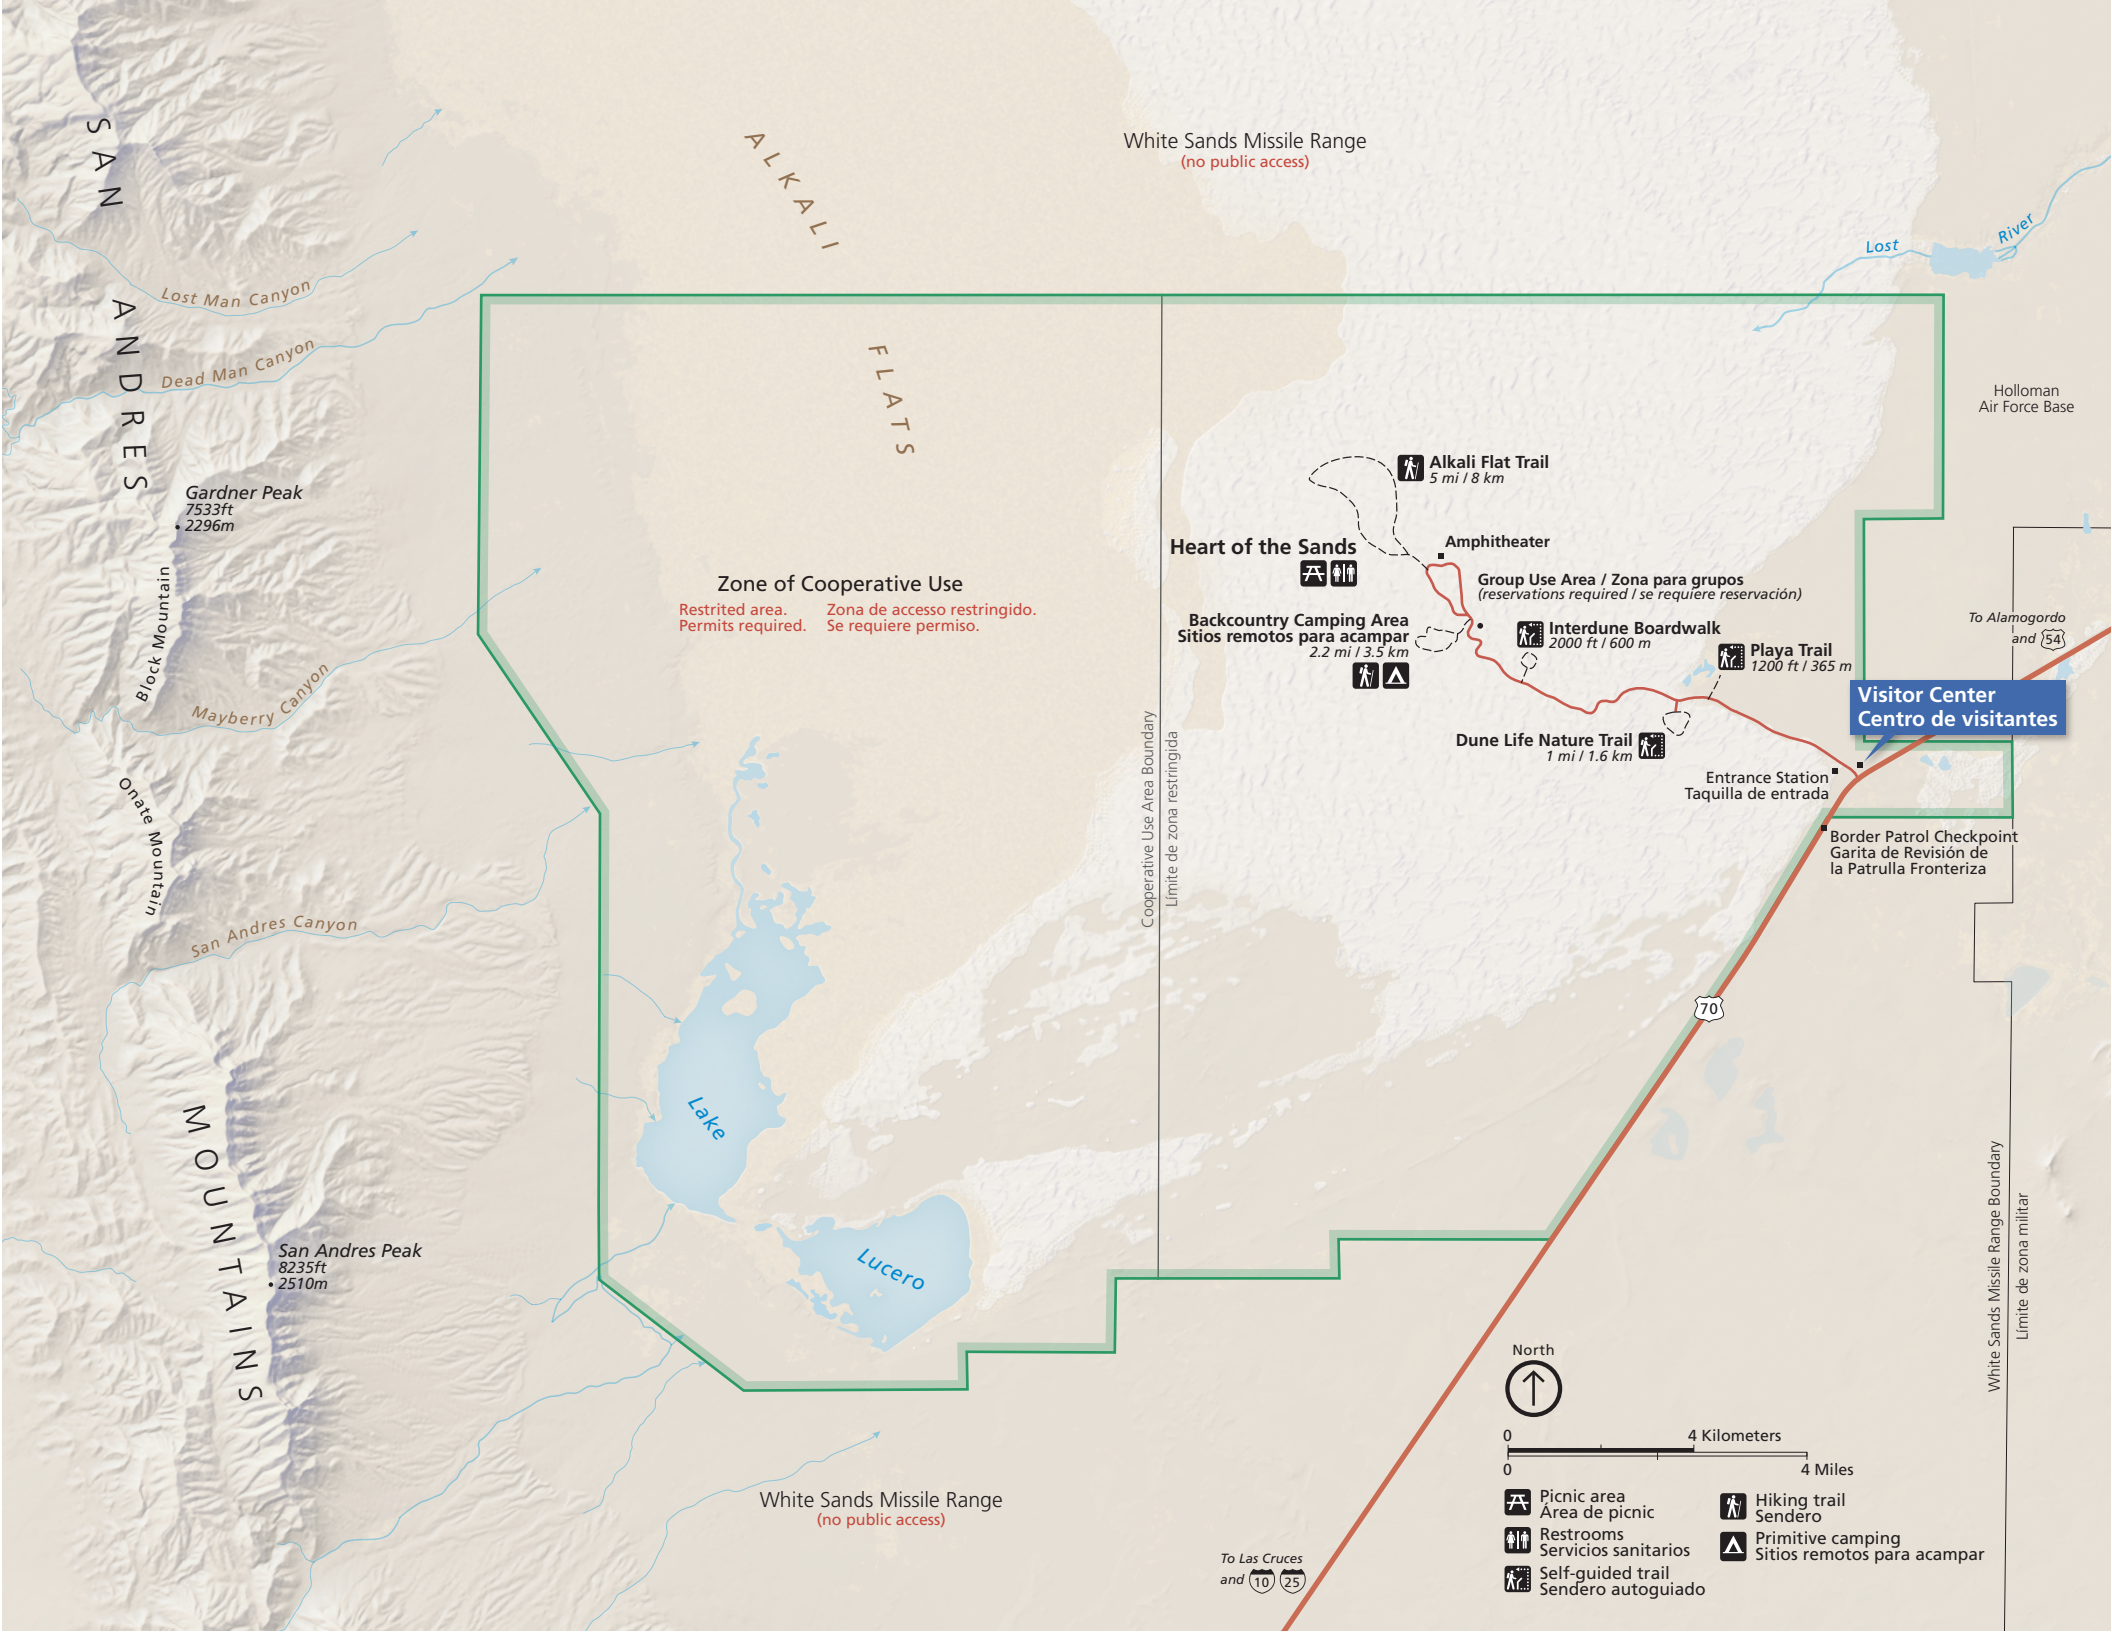 White Sands Missile Range
(no public access)
SAN ANDRES MOUNTAINS
ALKALI FLATS
Lost River
Lost Man Canyon
Dead Man Canyon
Holloman
Air Force Base
Gardner Peak
7533ft
2296m
Block Mountain
Mayberry Canyon
Onate Mountain
San Andres Canyon
San Andres Peak
8235ft
2510m
Zone of Cooperative Use
Restrited area.
Permits required.
Zona de accesso restringido.
Se requiere permiso.
Cooperative Use Area Boundary
Límite de zona restringida
Alkali Flat Trail
5 mi / 8 km
Heart of the Sands
Amphitheater
Group Use Area / Zona para grupos
(reservations required / se requiere reservación)
Backcountry Camping Area
Sitios remotos para acampar
2.2 mi / 3.5 km
Interdune Boardwalk
2000 ft / 600 m
Playa Trail
1200 ft / 365 m
To Alamogordo
and 54
Visitor Center
Centro de visitantes
Dune Life Nature Trail
1 mi / 1.6 km
Entrance Station
Taquilla de entrada
Border Patrol Checkpoint
Garita de Revisión de
la Patrulla Fronteriza
70
Lake
Lucero
White Sands Missile Range Boundary
Límite de zona militar
White Sands Missile Range
(no public access)
To Las Cruces
and 10 25
North
0 4 Kilometers
0 4 Miles
Picnic area
Área de picnic
Restrooms
Servicios sanitarios
Self-guided trail
Sendero autoguiado
Hiking trail
Sendero
Primitive camping
Sitios remotos para acampar